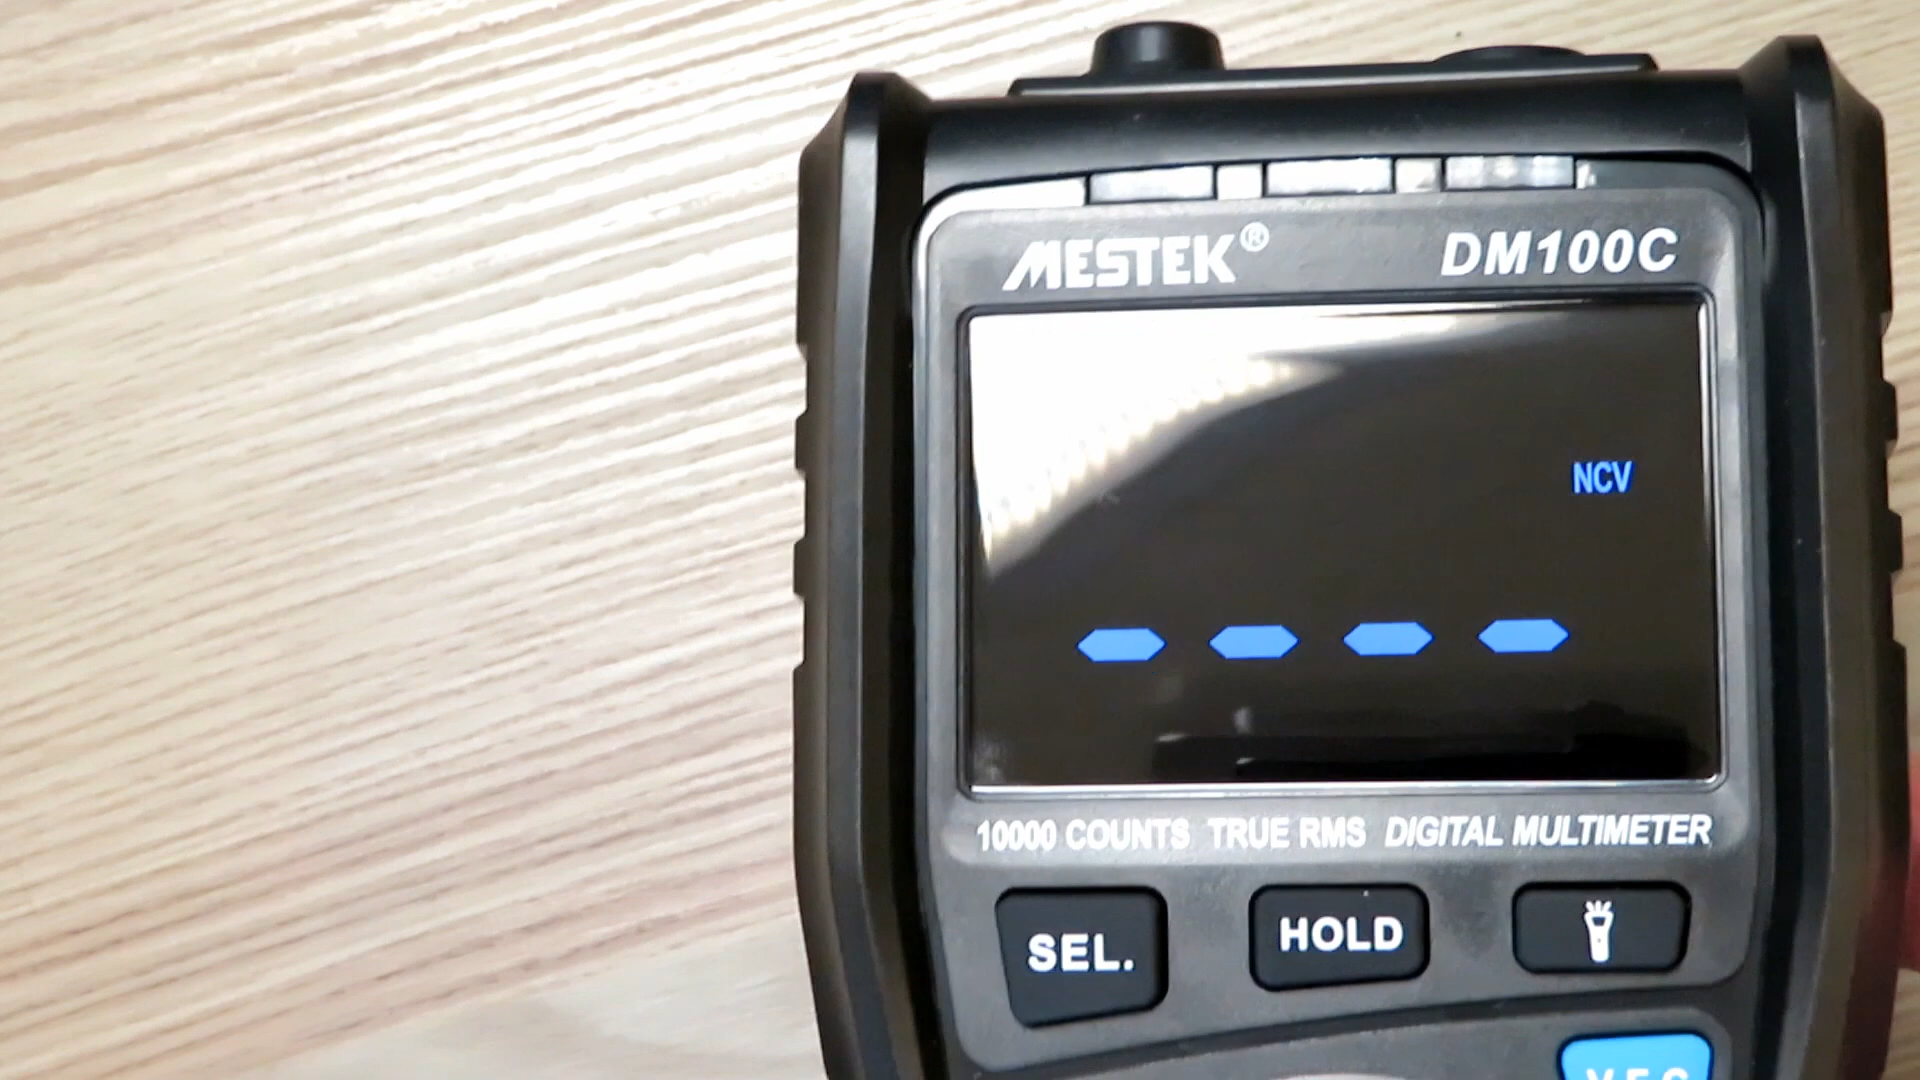 MESTEK® DM100C
NCV
- - - -
10000 COUNTS TRUE RMS DIGITAL MULTIMETER
SEL. HOLD
V.F.C